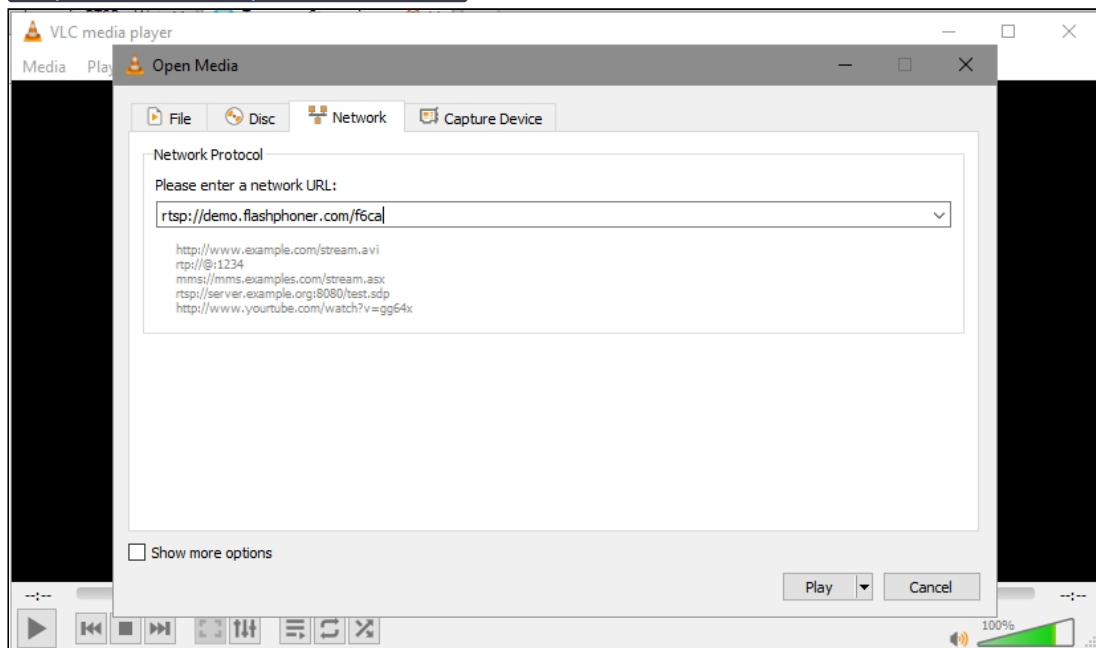 VLC media player
Media
Open Media
File Disc Network Capture Device
Network Protocol
Please enter a network URL:
rtsp://demo.flashphoner.com/f6ca
http://www.example.com/stream.avi
rtp://@:1234
mms://mms.examples.com/stream.asx
rtsp://server.example.org:8080/test.sdp
http://www.yourtube.com/watch?v=gg64x
Show more options
Play Cancel
--:-- --:--
100%